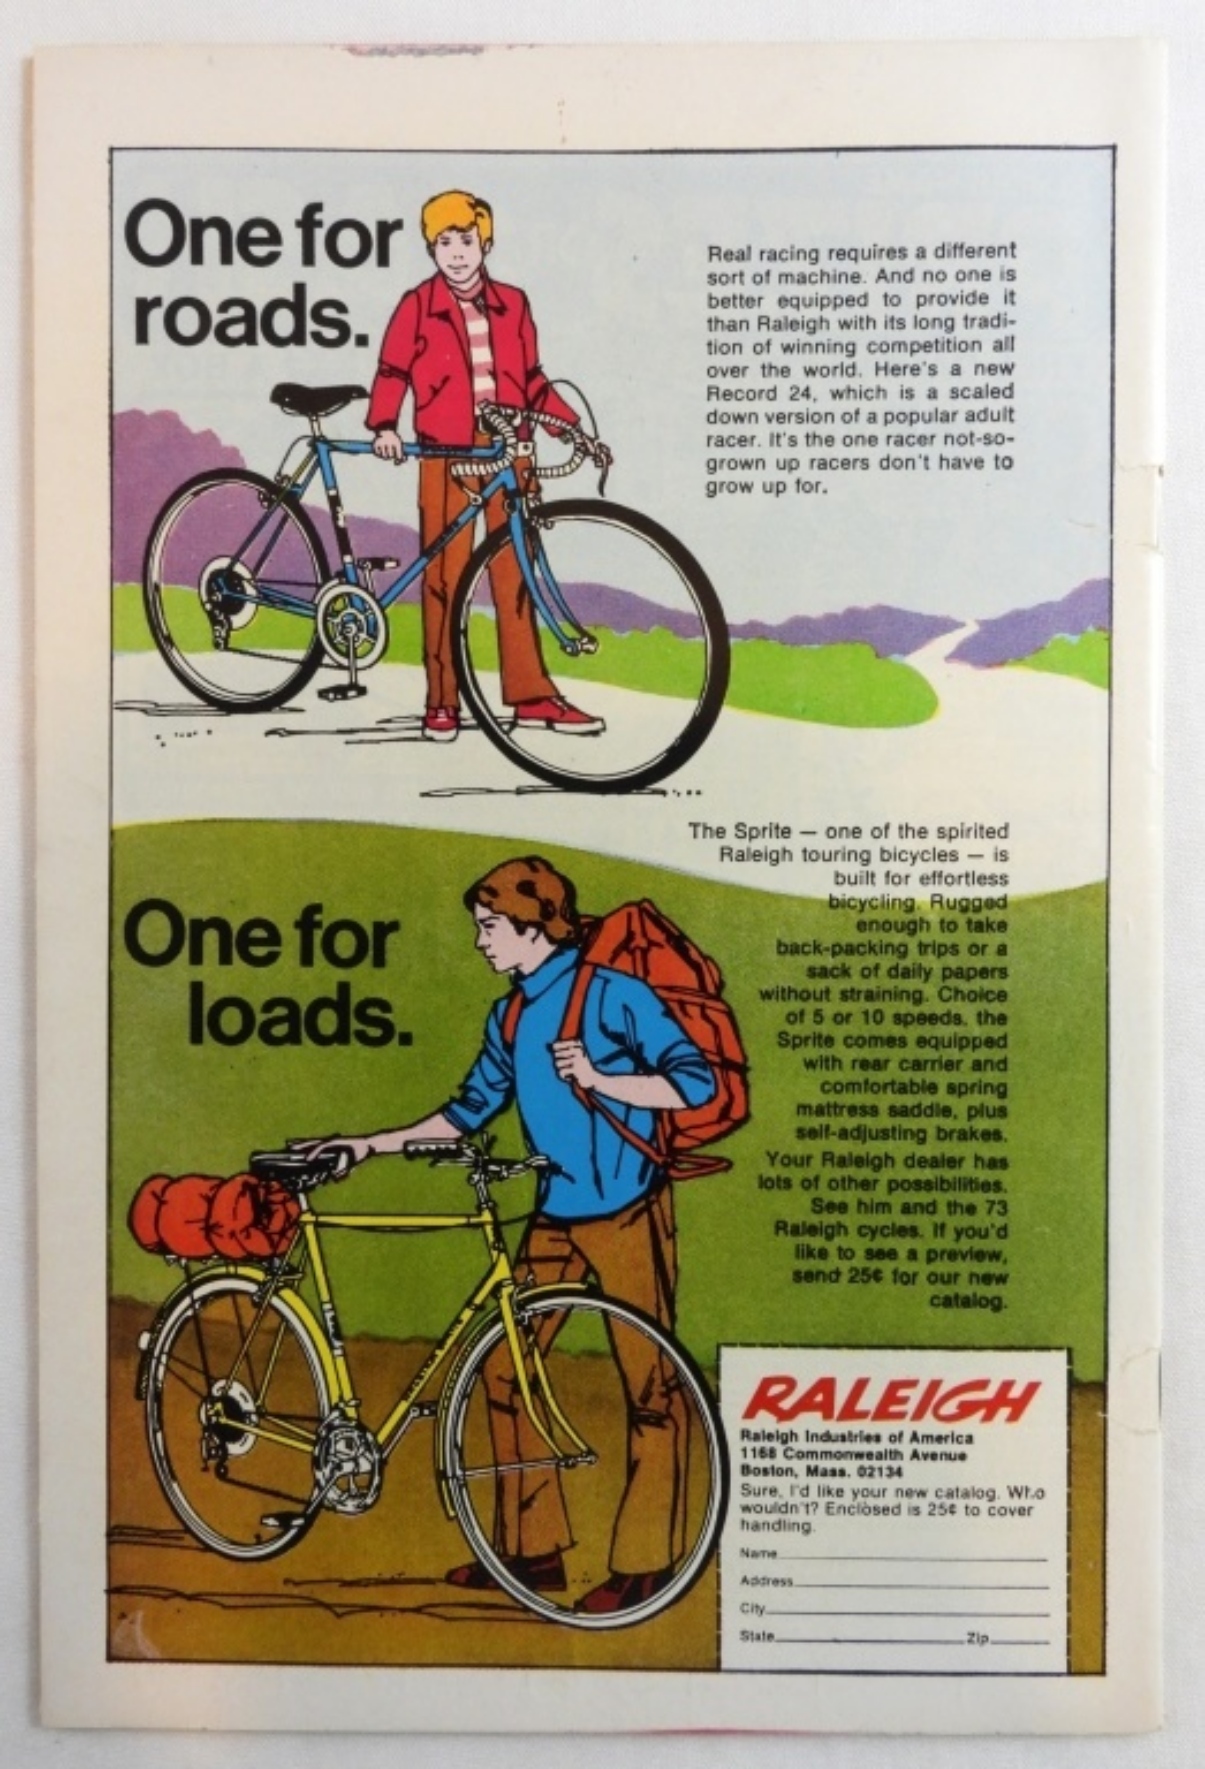 One for
roads.
Real racing requires a different
sort of machine. And no one is
better equipped to provide it
than Raleigh with its long tradi-
tion of winning competition all
over the world. Here's a new
Record 24, which is a scaled
down version of a popular adult
racer. It's the one racer not-so-
grown up racers don't have to
grow up for.
The Sprite — one of the spirited
Raleigh touring bicycles — is
built for effortless
bicycling. Rugged
enough to take
back-packing trips or a
sack of daily papers
without straining. Choice
of 5 or 10 speeds, the
Sprite comes equipped
with rear carrier and
comfortable spring
mattress saddle, plus
self-adjusting brakes.
Your Raleigh dealer has
lots of other possibilities.
See him and the 73
Raleigh cycles. If you'd
like to see a preview,
send 25¢ for our new
catalog.
One for
loads.
RALEIGH
Raleigh Industries of America
1168 Commonwealth Avenue
Boston, Mass. 02134
Sure, I'd like your new catalog. Who
wouldn't? Enclosed is 25¢ to cover
handling.
Name
Address
City
State Zip